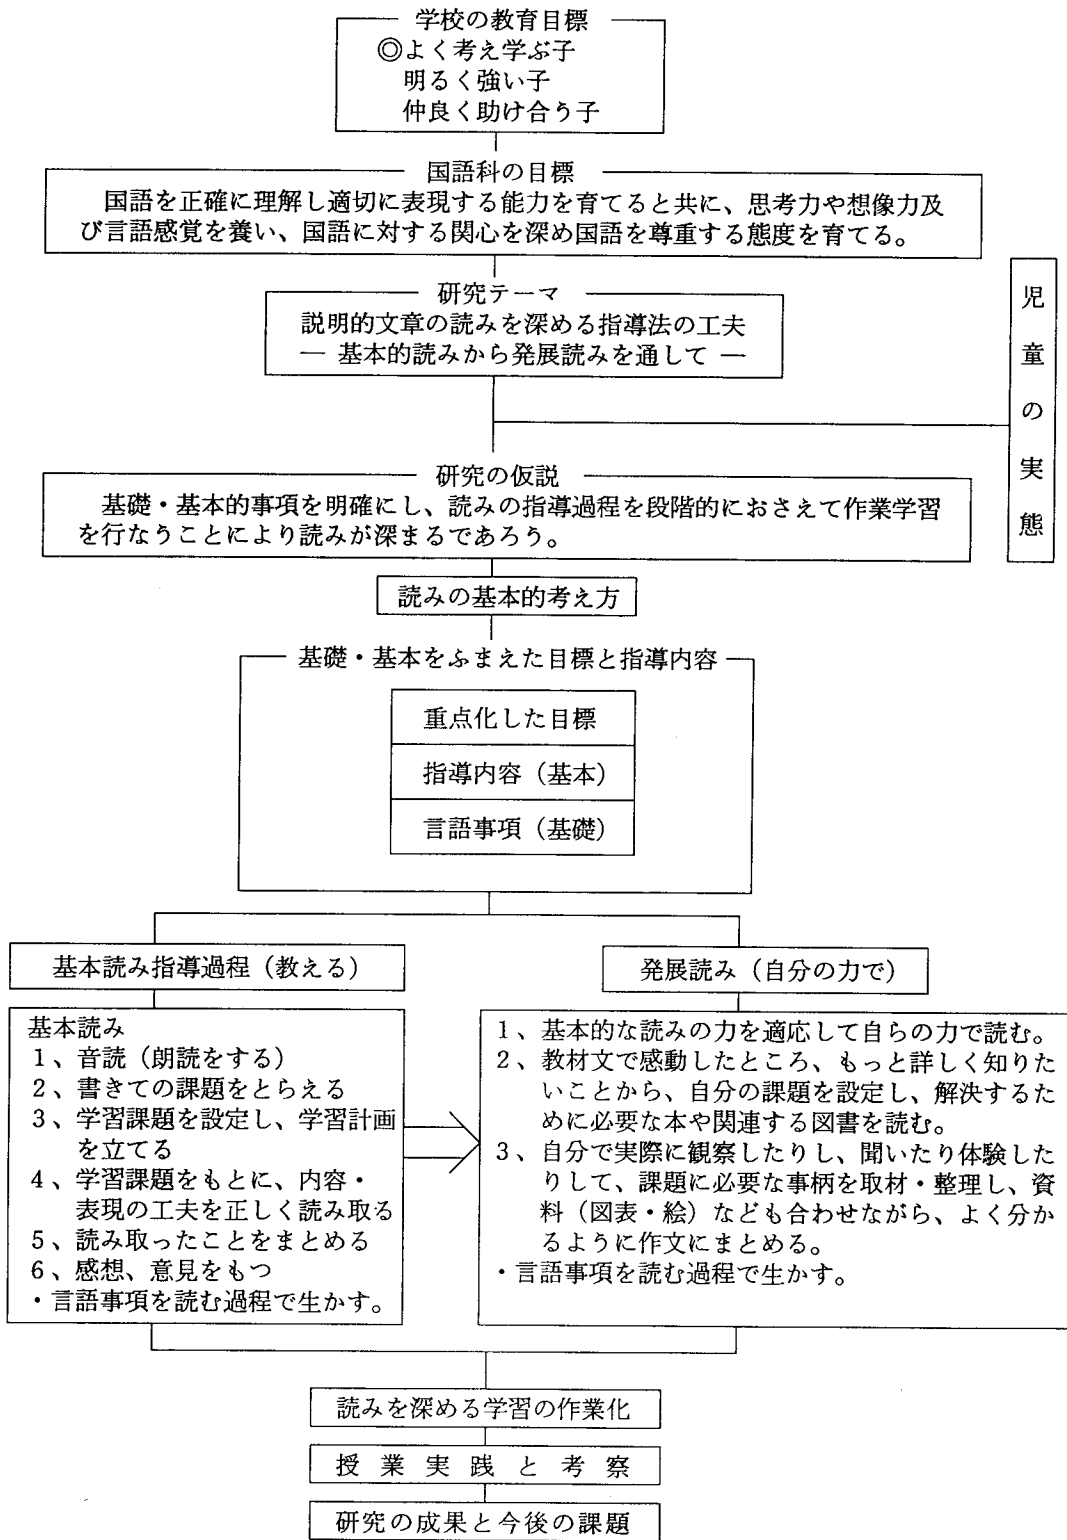 学校の教育目標
◎よく考え学ぶ子
明るく強い子
仲良く助け合う子
国語科の目標
国語を正確に理解し適切に表現する能力を育てると共に、思考力や想像力及
び言語感覚を養い、国語に対する関心を深め国語を尊重する態度を育てる。
研究テーマ
説明的文章の読みを深める指導法の工夫
― 基本的読みから発展読みを通して ―
児童の実態
研究の仮説
基礎・基本的事項を明確にし、読みの指導過程を段階的におさえて作業学習
を行なうことにより読みが深まるであろう。
読みの基本的考え方
基礎・基本をふまえた目標と指導内容
重点化した目標
指導内容（基本）
言語事項（基礎）
基本読み指導過程（教える）
基本読み
1、音読（朗読をする）
2、書きての課題をとらえる
3、学習課題を設定し、学習計画
を立てる
4、学習課題をもとに、内容・
表現の工夫を正しく読み取る
5、読み取ったことをまとめる
6、感想、意見をもつ
・言語事項を読む過程で生かす。
発展読み（自分の力で）
1、基本的な読みの力を適応して自らの力で読む。
2、教材文で感動したところ、もっと詳しく知りた
いことから、自分の課題を設定し、解決するた
めに必要な本や関連する図書を読む。
3、自分で実際に観察したりし、聞いたり体験した
りして、課題に必要な事柄を取材・整理し、資
料（図表・絵）なども合わせながら、よく分か
るように作文にまとめる。
・言語事項を読む過程で生かす。
読みを深める学習の作業化
授業実践と考察
研究の成果と今後の課題